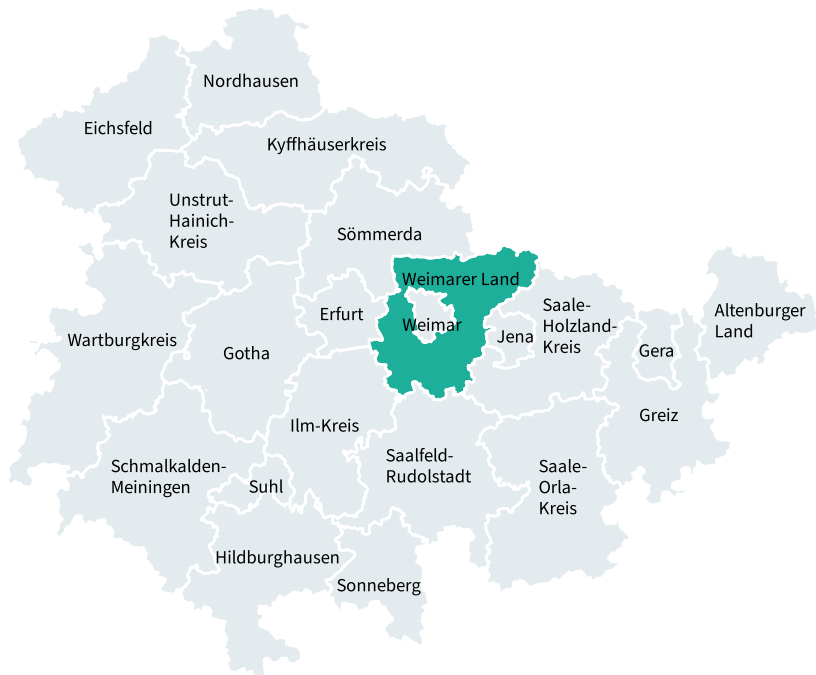 Nordhausen
Eichsfeld
Kyffhäuserkreis
Unstrut-
Hainich-
Kreis
Sömmerda
Weimarer Land
Saale-
Holzland-
Kreis
Altenburger
Land
Erfurt
Weimar
Jena
Wartburgkreis
Gotha
Gera
Greiz
Ilm-Kreis
Saalfeld-
Rudolstadt
Schmalkalden-
Meiningen
Suhl
Saale-
Orla-
Kreis
Hildburghausen
Sonneberg